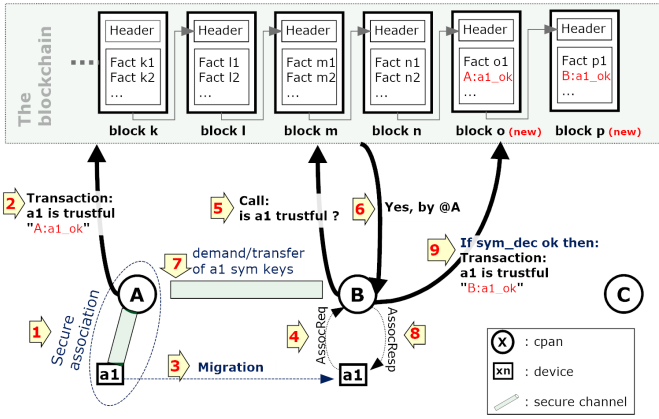 The
blockchain
Header
Fact k1
Fact k2
...
block k
Header
Fact l1
Fact l2
...
block l
Header
Fact m1
Fact m2
...
block m
Header
Fact n1
Fact n2
...
block n
Header
Fact o1
A:a1_ok
...
block o (new)
Header
Fact p1
B:a1_ok
...
block p (new)
2
Transaction:
a1 is trustful
"A:a1_ok"
5
Call:
is a1 trustful ?
6
Yes, by @A
9
If sym_dec ok then:
Transaction:
a1 is trustful
"B:a1_ok"
7
demand/transfer
of a1 sym keys
A
B
C
1
Secure
association
4
AssocReq
AssocResp
8
3
Migration
a1
a1
X
: cpan
xn
: device
: secure channel